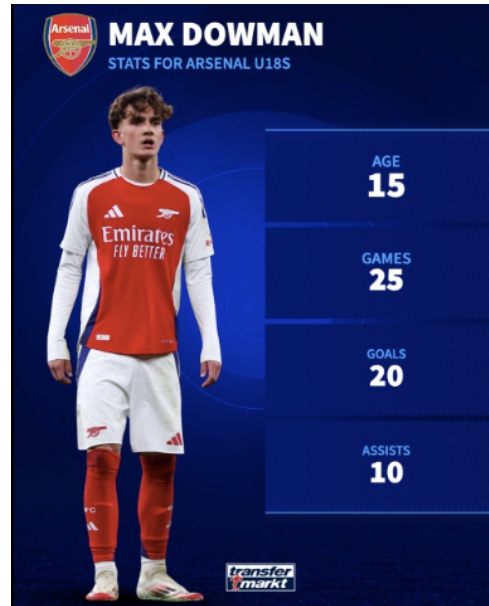 Arsenal
MAX DOWMAN
STATS FOR ARSENAL U18S
AGE
15
GAMES
25
Emirates
FLY BETTER
GOALS
20
ASSISTS
10
transfer
markt